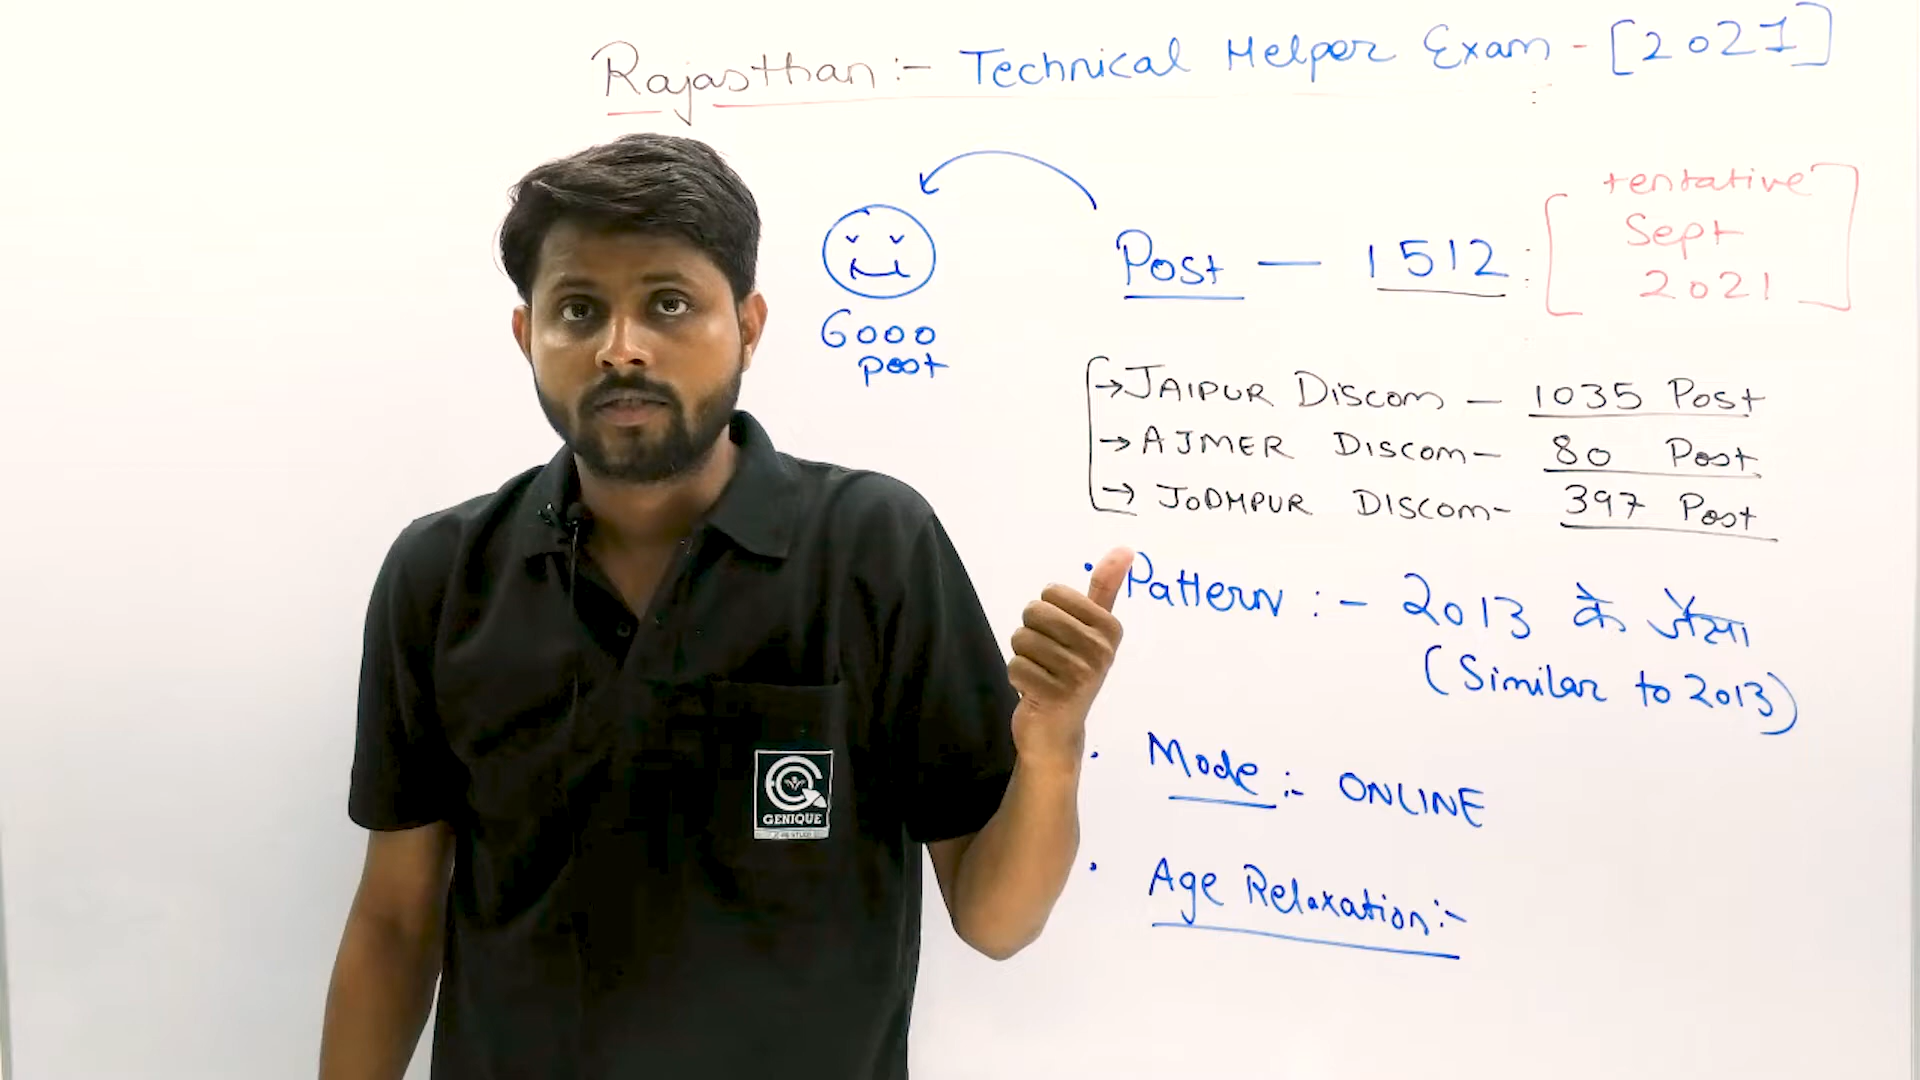 Rajasthan:- Technical Helper Exam - [2021]
tentative
Sept
2021
Post — 1512
6000
post
→ JAIPUR Discom — 1035 Post
→ AJMER Discom - 80 Post
→ JODHPUR DISCOM - 397 Post
• Pattern :- 2013 के जैसा
(Similar to 2013)
• Mode :- ONLINE
• Age Relaxation:-
GENIQUE